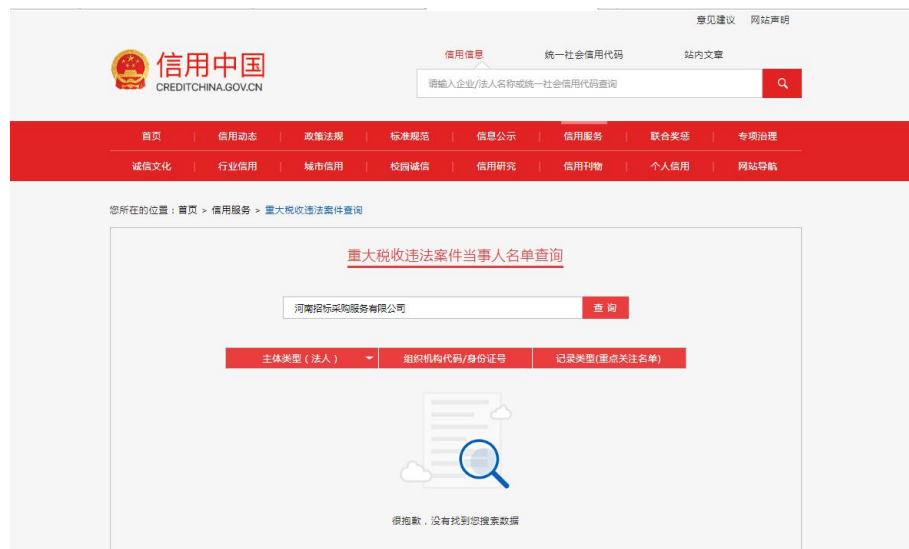 意见建议 网站声明
信用中国
CREDITCHINA.GOV.CN
信用信息 统一社会信用代码 站内文章
请输入企业/法人名称或统一社会信用代码查询
首页 | 信用动态 | 政策法规 | 标准规范 | 信息公示 | 信用服务 | 联合奖惩 | 专项治理
诚信文化 | 行业信用 | 城市信用 | 校园诚信 | 信用研究 | 信用刊物 | 个人信用 | 网站导航
您所在的位置：首页 > 信用服务 > 重大税收违法案件查询
重大税收违法案件当事人名单查询
河南招标采购服务有限公司 查 询
主体类型（法人） 组织机构代码/身份证号 记录类型(重点关注名单)
很抱歉，没有找到您搜索数据